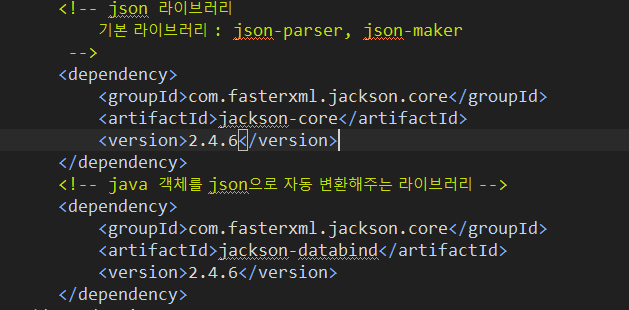 <!-- json 라이브러리
기본 라이브러리 : json-parser, json-maker
-->
<dependency>
<groupId>com.fasterxml.jackson.core</groupId>
<artifactId>jackson-core</artifactId>
<version>2.4.6</version>
</dependency>
<!-- java 객체를 json으로 자동 변환해주는 라이브러리 -->
<dependency>
<groupId>com.fasterxml.jackson.core</groupId>
<artifactId>jackson-databind</artifactId>
<version>2.4.6</version>
</dependency>